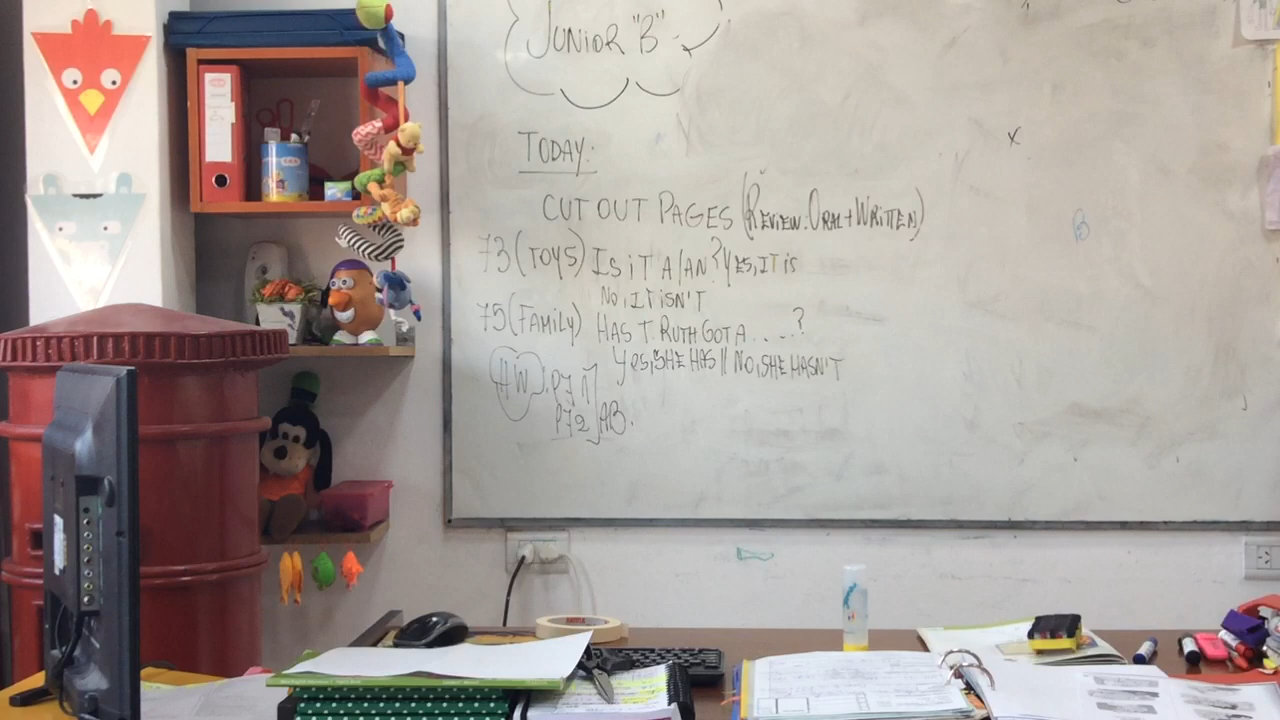 JUNIOR "B"
TODAY:
CUT OUT PAGES (REVIEW. ORAL + WRITTEN)
73 (TOYS) IS IT A/AN? YES, IT IS
NO, IT ISN'T
75 (FAMILY) HAS T. RUTH GOT A ....?
YES, SHE HAS // NO, SHE HASN'T
HW. P71
P72 AB.
X
B